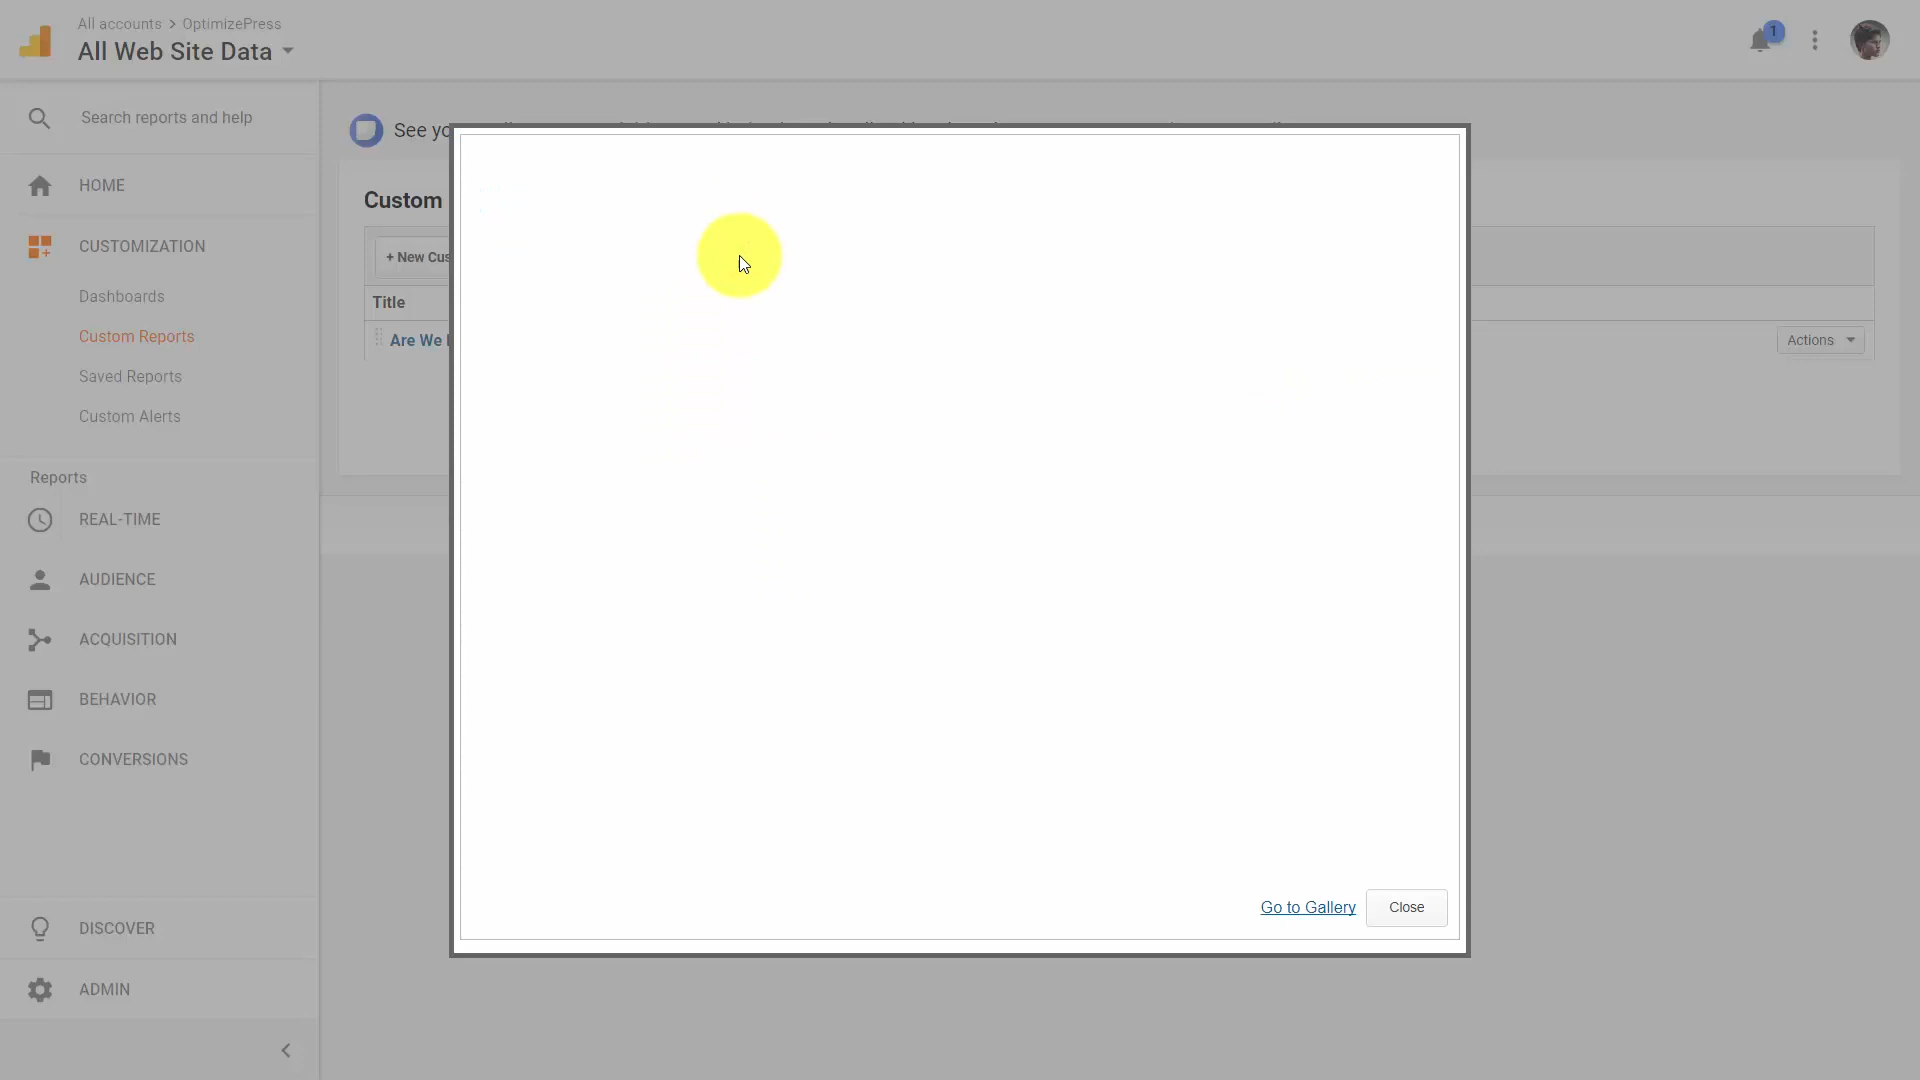 All accounts > OptimizePress
All Web Site Data
1
Search reports and help
HOME
CUSTOMIZATION
Dashboards
Custom Reports
Saved Reports
Custom Alerts
Reports
REAL-TIME
AUDIENCE
ACQUISITION
BEHAVIOR
CONVERSIONS
DISCOVER
ADMIN
See
Custom
+ New
Title
Are We
Actions
Go to Gallery
Close